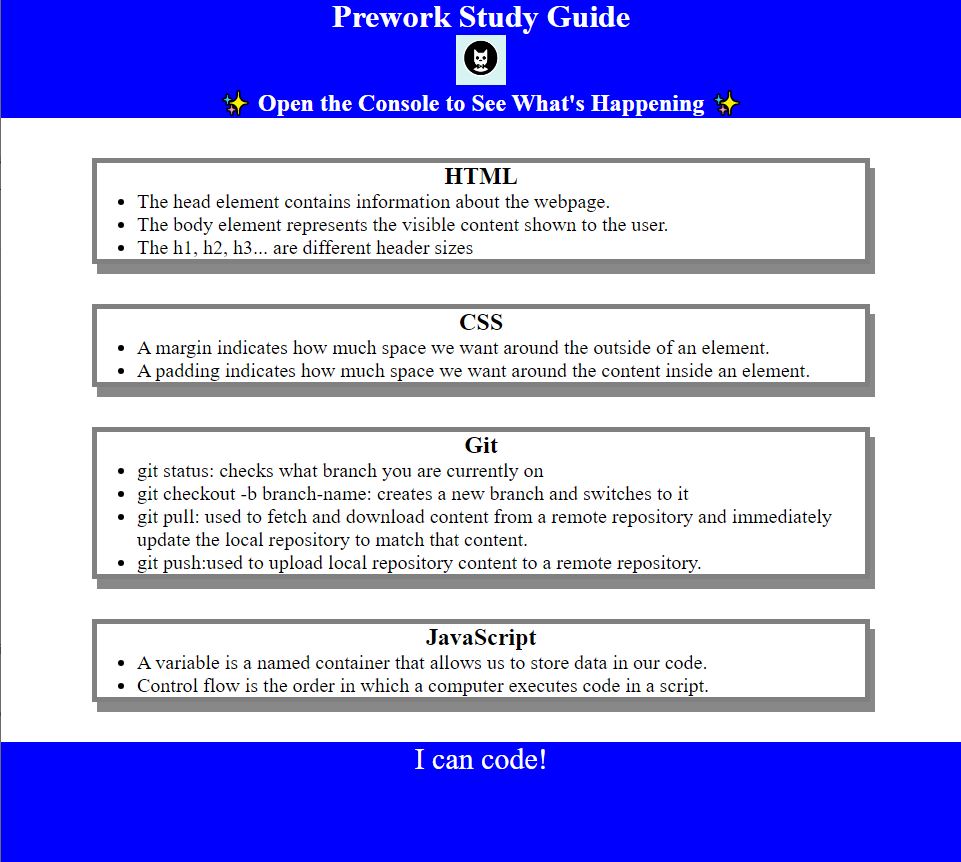 Prework Study Guide
✨ Open the Console to See What's Happening ✨
HTML
• The head element contains information about the webpage.
• The body element represents the visible content shown to the user.
• The h1, h2, h3... are different header sizes
CSS
• A margin indicates how much space we want around the outside of an element.
• A padding indicates how much space we want around the content inside an element.
Git
• git status: checks what branch you are currently on
• git checkout -b branch-name: creates a new branch and switches to it
• git pull: used to fetch and download content from a remote repository and immediately
update the local repository to match that content.
• git push:used to upload local repository content to a remote repository.
JavaScript
• A variable is a named container that allows us to store data in our code.
• Control flow is the order in which a computer executes code in a script.
I can code!